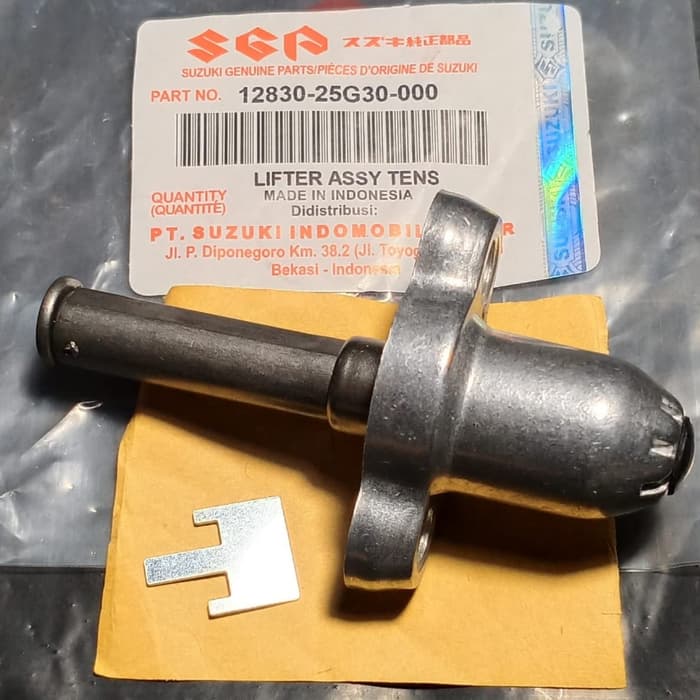 SGP スズキ純正部品
SUZUKI GENUINE PARTS/PIÈCES D'ORIGINE DE SUZUKI
PART NO. 12830-25G30-000
LIFTER ASSY TENS
QUANTITY
(QUANTITÉ)
MADE IN INDONESIA
Didistribusi:
PT. SUZUKI INDOMOBIL
Jl. P. Diponegoro Km. 38.2 (Jl. Toyog
Bekasi - Indonesia
SUZUKI